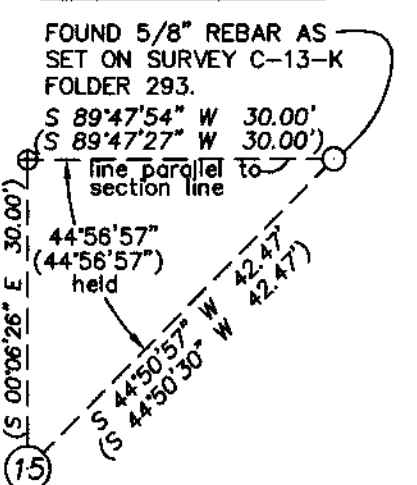 FOUND 5/8" REBAR AS
SET ON SURVEY C-13-K
FOLDER 293.
S 89°47'54" W 30.00'
(S 89°47'27" W 30.00')
line parallel to
section line
44°56'57"
(44°56'57")
held
(S 00°06'26" E 30.00')
S 44°50'57" W 42.47'
(S 44°50'30" W 42.47')
15